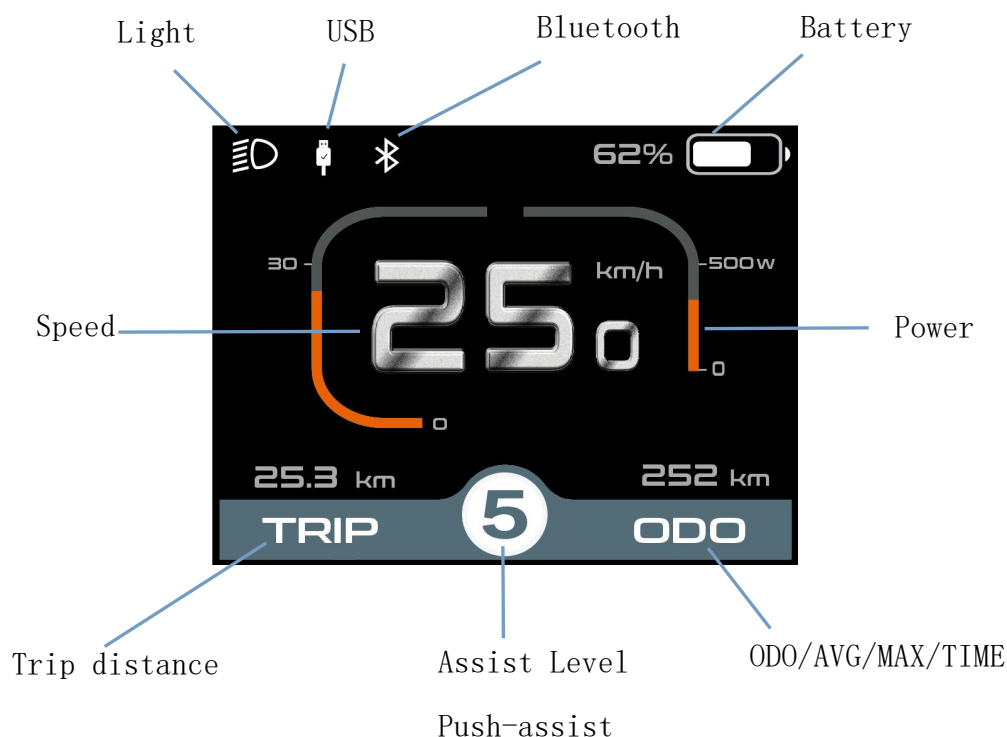 Light
USB
Bluetooth
Battery
62%
30
25.0
km/h
500W
Speed
Power
0
0
25.3 km
252 km
TRIP
5
ODO
Trip distance
Assist Level
ODO/AVG/MAX/TIME
Push-assist